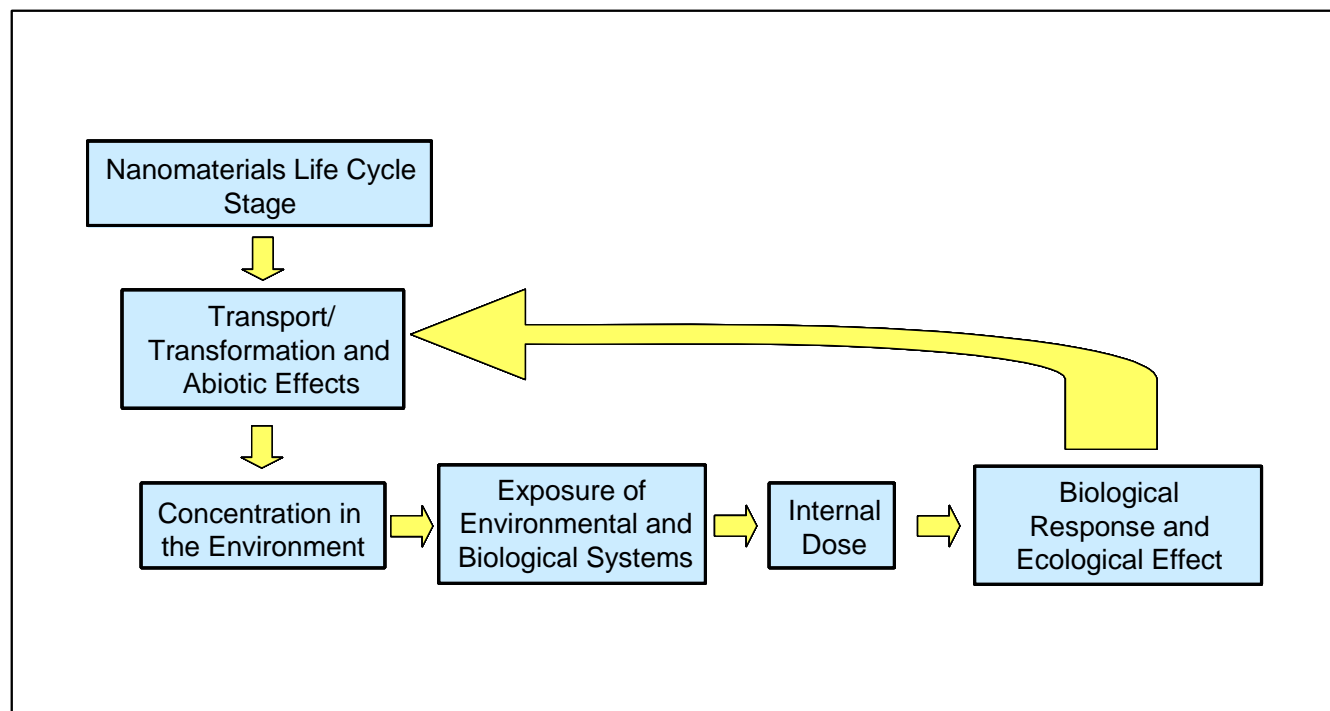 Nanomaterials Life Cycle
Stage
Transport/
Transformation and
Abiotic Effects
Concentration in
the Environment
Exposure of
Environmental and
Biological Systems
Internal
Dose
Biological
Response and
Ecological Effect